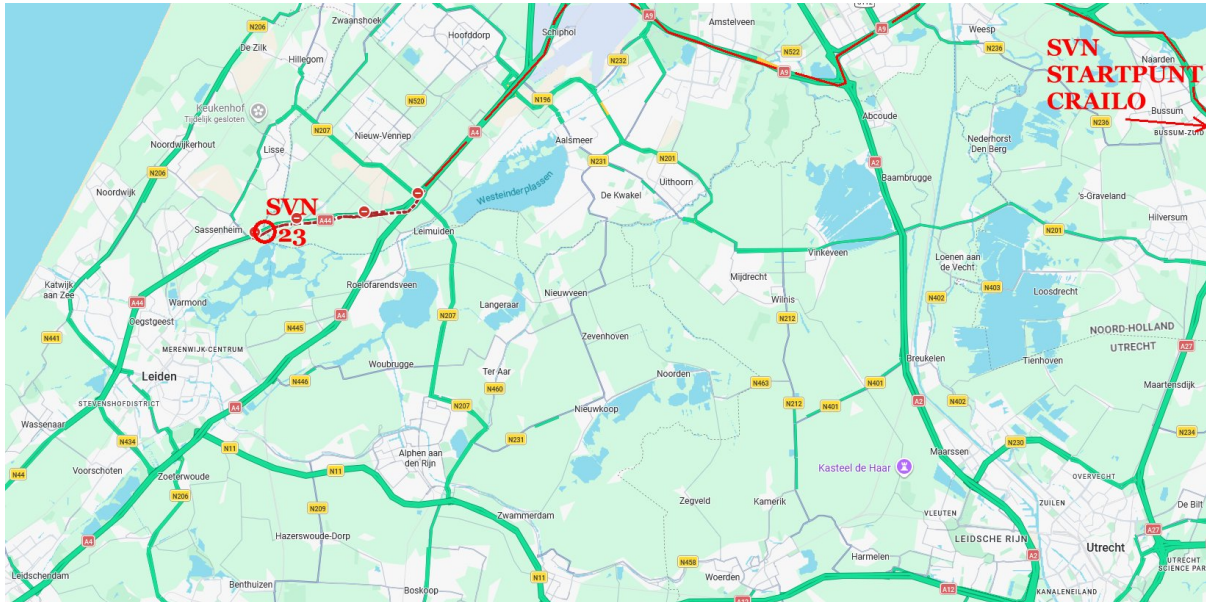 N206
Zwaanshoek
De Zilk
Hillegom
Hoofddorp
Schiphol
A9
Amstelveen
N522
A9
Weesp
N236
Naarden
SVN
STARTPUNT
CRAILO
Bussum
BUSSUM-ZUID
N232
N520
N196
A4
A9
Keukenhof
Tijdelijk gesloten
N207
Nieuw-Vennep
Lisse
Aalsmeer
N231
N201
Abcoude
N236
Nederhorst
Den Berg
Noordwijkerhout
N206
Noordwijk
Westeinderplassen
De Kwakel
Uithoorn
A2
Baambrugge
's-Graveland
Hilversum
SVN
23
A44
Sassenheim
Leimuiden
N201
Vinkeveen
Loenen aan
de Vecht
Mijdrecht
Katwijk
aan Zee
Warmond
A44
Oegstgeest
Roelofarendsveen
Langeraar
Nieuwveen
Wilnis
N402
N403
Loosdrecht
N441
N445
A4
N207
N212
Zevenhoven
NOORD-HOLLAND
UTRECHT
A27
MERENWIJK-CENTRUM
Leiden
Woubrugge
Ter Aar
Noorden
Breukelen
Tienhoven
N446
N460
N463
N401
Maartensdijk
STEVENSHOFDISTRICT
A4
N207
Nieuwkoop
N212
N401
A2
N402
Wassenaar
N434
N11
N231
N230
N234
Voorschoten
N44
Zoeterwoude
N11
Alphen aan
den Rijn
Kasteel de Haar
Maarssen
OVERVECHT
N206
N209
Zegveld
Kamerik
ZUILEN
De Bilt
Zwammerdam
VLEUTEN
A4
Hazerswoude-Dorp
Harmelen
LEIDSCHE RIJN
A27
Utrecht
Leidschendam
N458
Woerden
A2
UTRECHT
SCIENCE PAR
Benthuizen
Boskoop
N11
A12
A12
KANALENEILAND